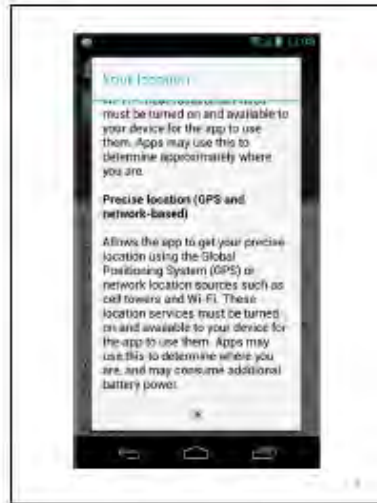 Your location
must be turned on and available to
your device for the app to use
them. Apps may use this to
determine approximately where
you are.
Precise location (GPS and
network-based)
Allows the app to get your precise
location using the Global
Positioning System (GPS) or
network location sources such as
cell towers and Wi-Fi. These
location services must be turned
on and available to your device for
the app to use them. Apps may
use this to determine where you
are, and may consume additional
battery power.